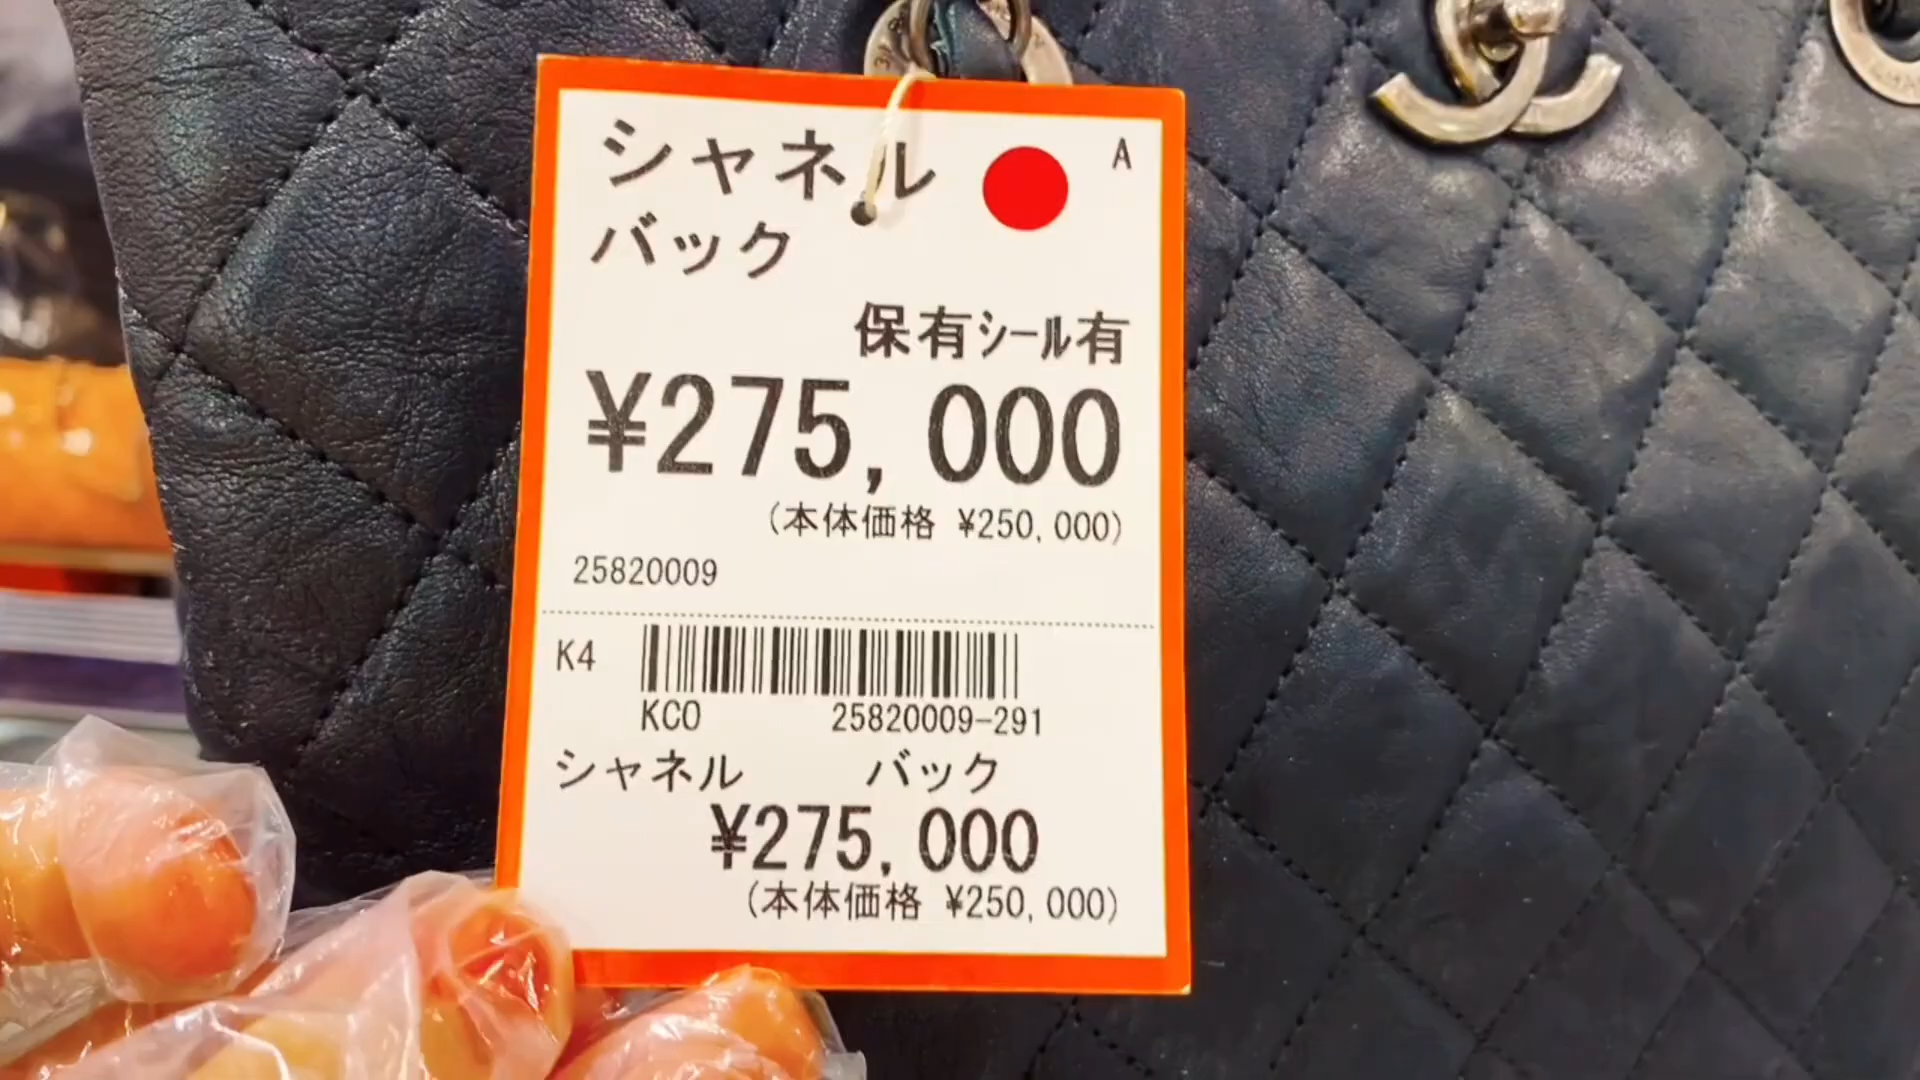 シャネル
A
バック
保有シール有
¥275,000
(本体価格 ¥250,000)
25820009
K4
KCO 25820009-291
シャネル バック
¥275,000
(本体価格 ¥250,000)